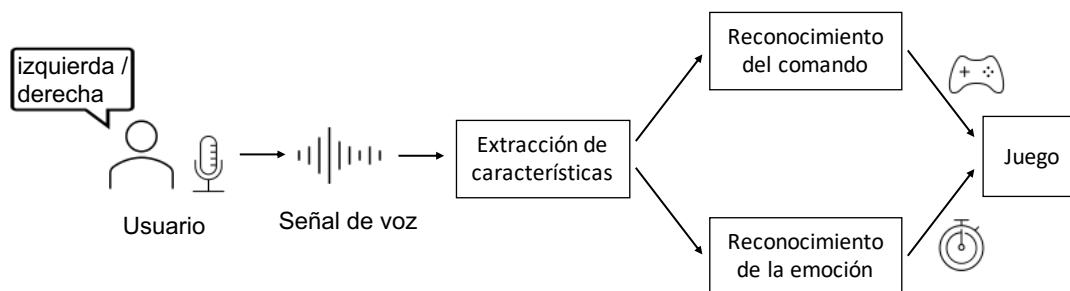 izquierda /
derecha
Usuario
Señal de voz
Extracción de
características
Reconocimiento
del comando
Reconocimiento
de la emoción
Juego